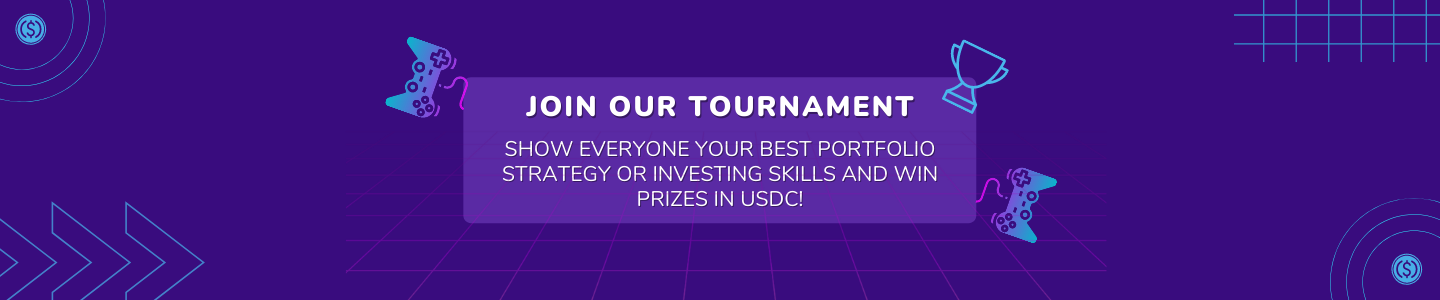 JOIN OUR TOURNAMENT
SHOW EVERYONE YOUR BEST PORTFOLIO
STRATEGY OR INVESTING SKILLS AND WIN
PRIZES IN USDC!